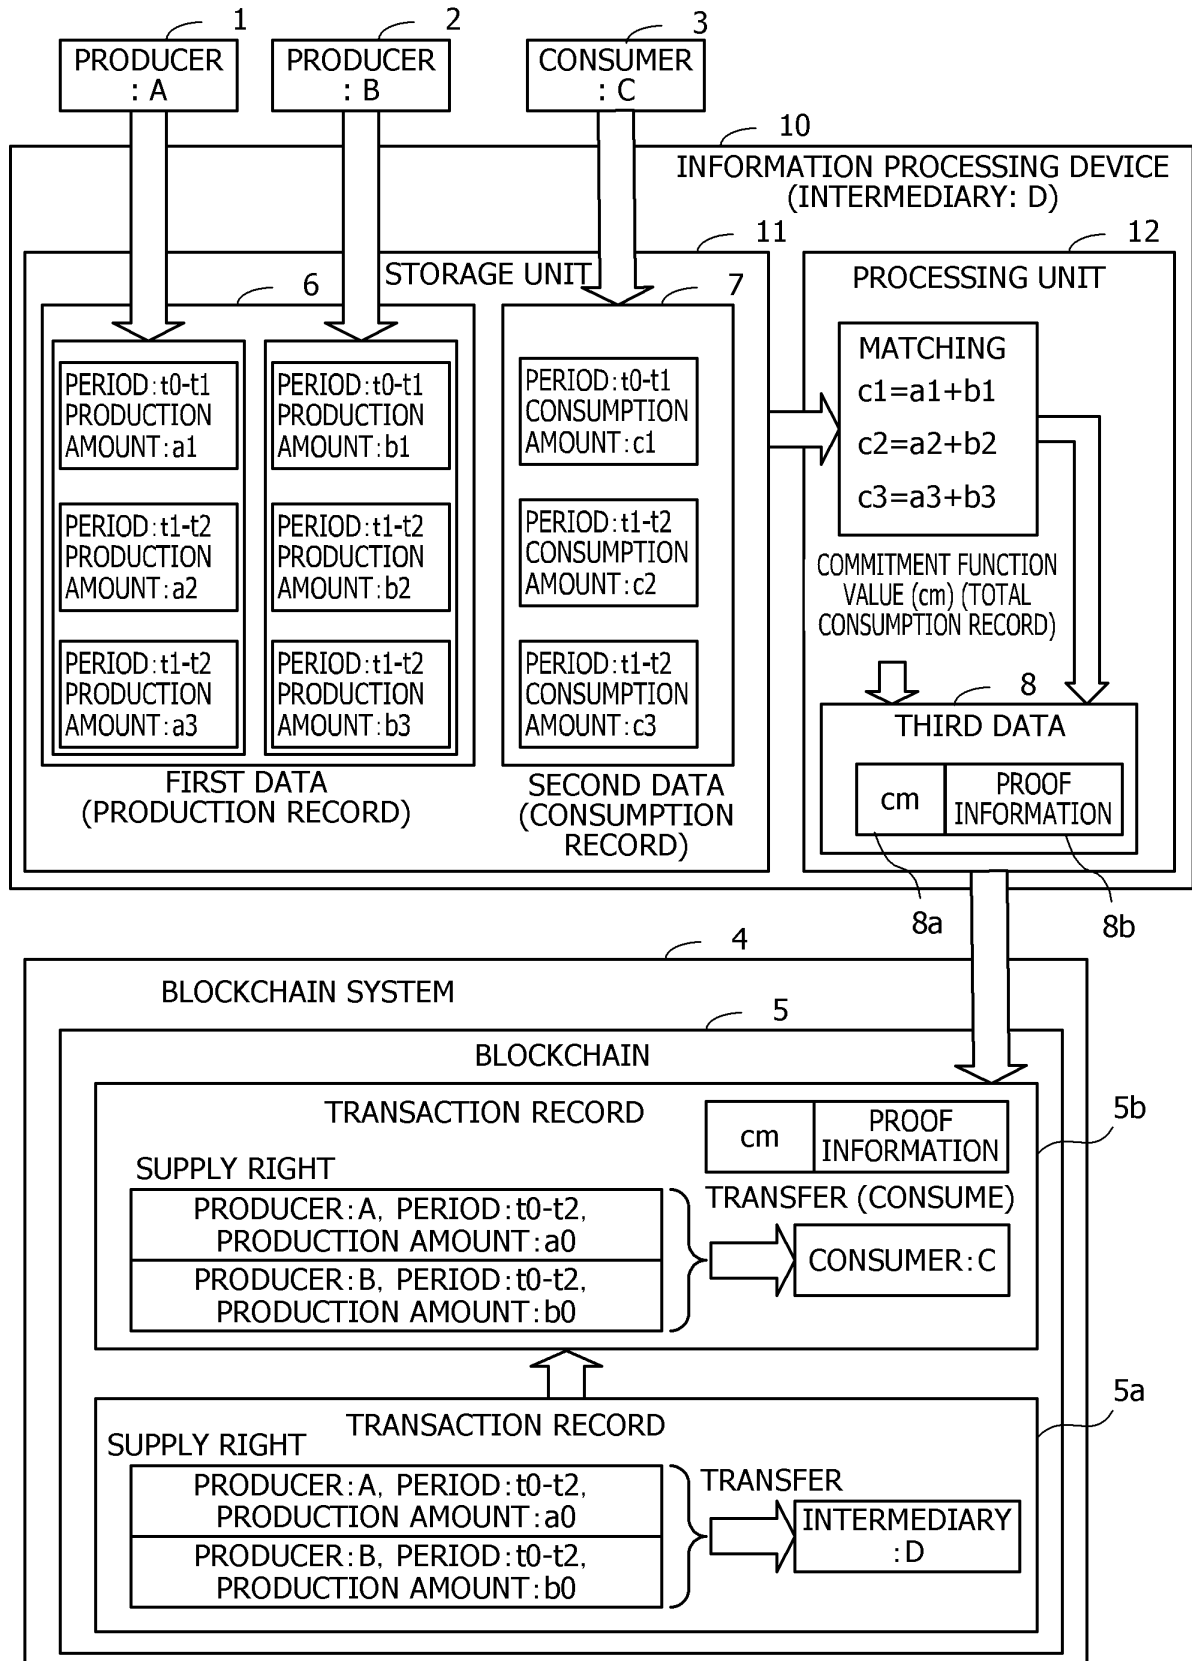 1
2
3
PRODUCER
: A
PRODUCER
: B
CONSUMER
: C
10
INFORMATION PROCESSING DEVICE
(INTERMEDIARY: D)
11
STORAGE UNIT
6
7
PERIOD:t0-t1
PRODUCTION
AMOUNT:a1
PERIOD:t1-t2
PRODUCTION
AMOUNT:a2
PERIOD:t1-t2
PRODUCTION
AMOUNT:a3
PERIOD:t0-t1
PRODUCTION
AMOUNT:b1
PERIOD:t1-t2
PRODUCTION
AMOUNT:b2
PERIOD:t1-t2
PRODUCTION
AMOUNT:b3
FIRST DATA
(PRODUCTION RECORD)
PERIOD:t0-t1
CONSUMPTION
AMOUNT:c1
PERIOD:t1-t2
CONSUMPTION
AMOUNT:c2
PERIOD:t1-t2
CONSUMPTION
AMOUNT:c3
SECOND DATA
(CONSUMPTION
RECORD)
12
PROCESSING UNIT
MATCHING
c1=a1+b1
c2=a2+b2
c3=a3+b3
COMMITMENT FUNCTION
VALUE (cm) (TOTAL
CONSUMPTION RECORD)
8
THIRD DATA
cm
PROOF
INFORMATION
8a
8b
4
BLOCKCHAIN SYSTEM
5
BLOCKCHAIN
5b
TRANSACTION RECORD
cm
PROOF
INFORMATION
SUPPLY RIGHT
PRODUCER:A, PERIOD:t0-t2,
PRODUCTION AMOUNT:a0
PRODUCER:B, PERIOD:t0-t2,
PRODUCTION AMOUNT:b0
TRANSFER (CONSUME)
CONSUMER:C
5a
TRANSACTION RECORD
SUPPLY RIGHT
PRODUCER:A, PERIOD:t0-t2,
PRODUCTION AMOUNT:a0
PRODUCER:B, PERIOD:t0-t2,
PRODUCTION AMOUNT:b0
TRANSFER
INTERMEDIARY
:D